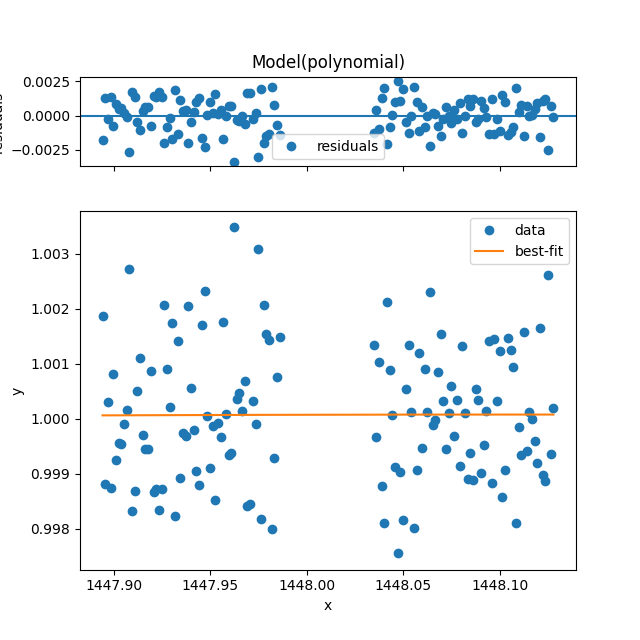 Model(polynomial)
0.0025
0.0000
−0.0025
residuals
residuals
data
best-fit
1.003
1.002
1.001
1.000
0.999
0.998
y
1447.90 1447.95 1448.00 1448.05 1448.10
x